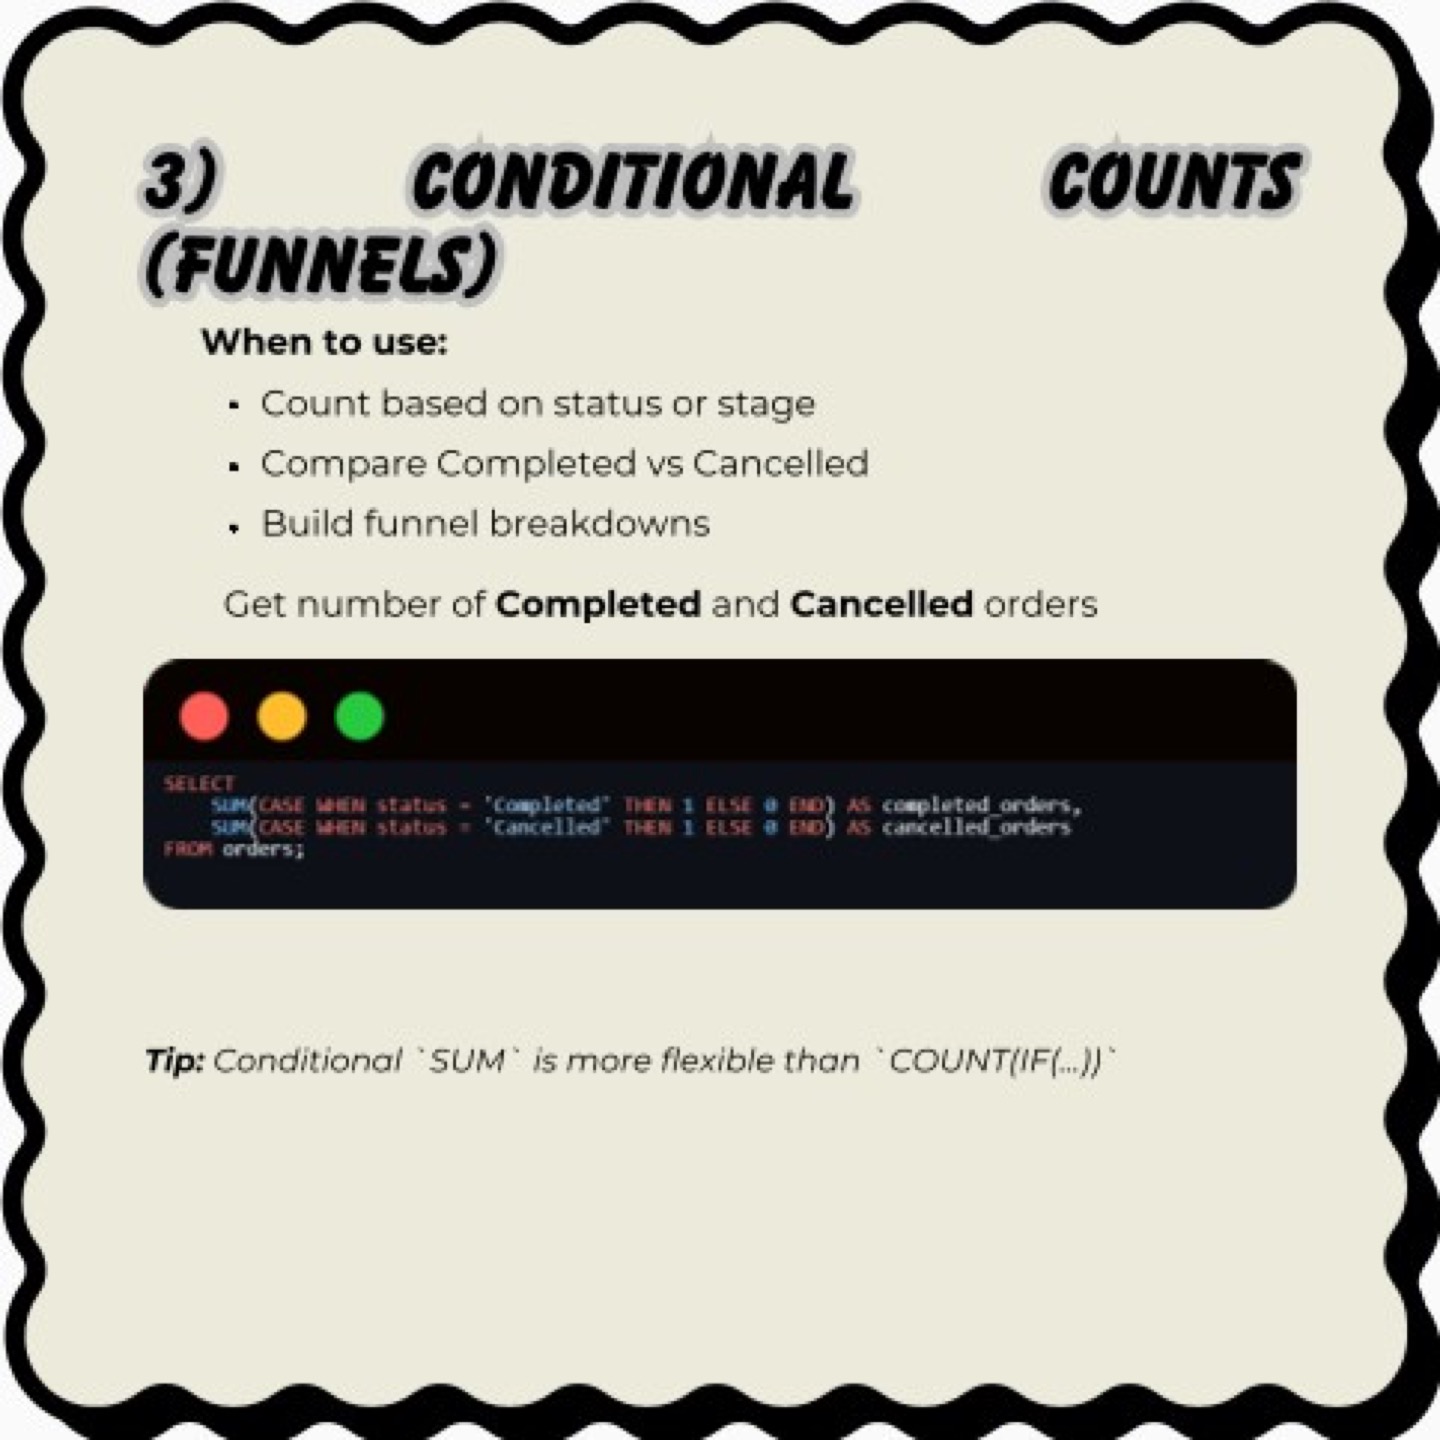 3) CONDITIONAL COUNTS
(FUNNELS)
When to use:
▪ Count based on status or stage
▪ Compare Completed vs Cancelled
▪ Build funnel breakdowns
Get number of Completed and Cancelled orders
SELECT
    SUM(CASE WHEN status = 'Completed' THEN 1 ELSE 0 END) AS completed_orders,
    SUM(CASE WHEN status = 'Cancelled' THEN 1 ELSE 0 END) AS cancelled_orders
FROM orders;
Tip: Conditional `SUM` is more flexible than `COUNT(IF(...))`